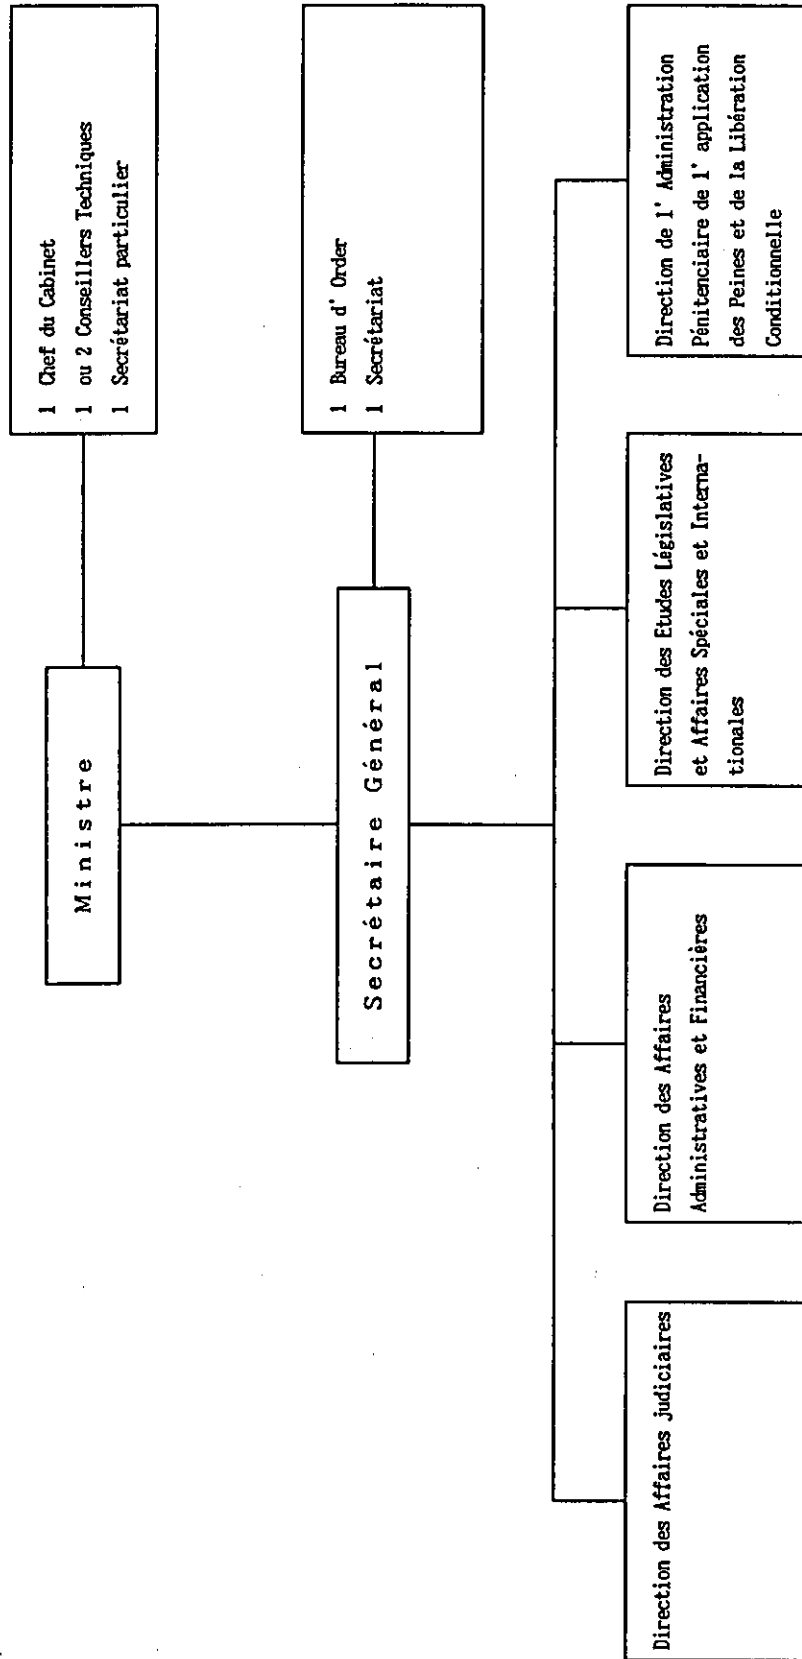 Ministre
1 Chef du Cabinet
1 ou 2 Conseillers Techniques
1 Secrétariat particulier
Secrétaire Général
1 Bureau d' Order
1 Secrétariat
Direction des Affaires judiciaires
Direction des Affaires
Administratives et Financières
Direction des Etudes Législatives
et Affaires Spéciales et Interna-
tionales
Direction de l' Administration
Pénitenciaire de l' application
des Peines et de la Libération
Conditionnelle